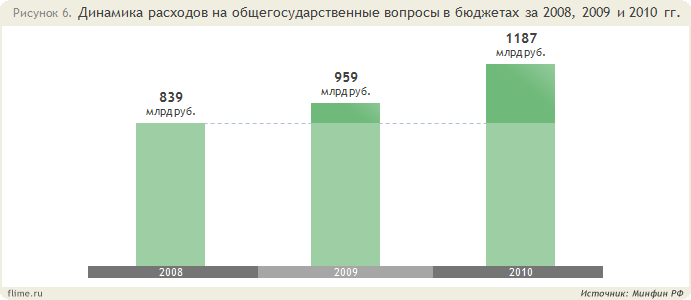 Рисунок 6. Динамика расходов на общегосударственные вопросы в бюджетах за 2008, 2009 и 2010 гг.
1187
млрд руб.
959
млрд руб.
839
млрд руб.
2008 2009 2010
flime.ru Источник: Минфин РФ